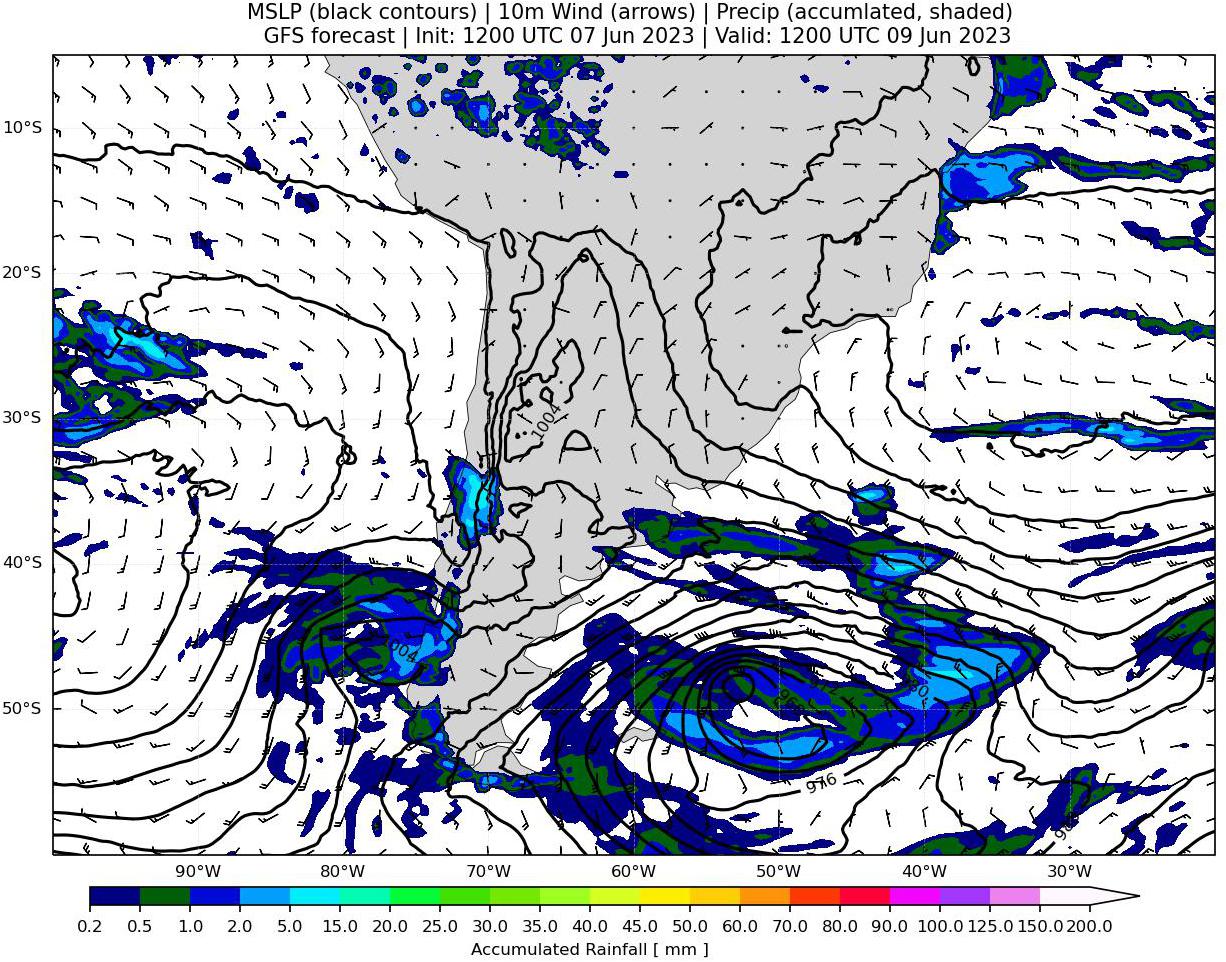 MSLP (black contours) | 10m Wind (arrows) | Precip (accumlated, shaded)
GFS forecast | Init: 1200 UTC 07 Jun 2023 | Valid: 1200 UTC 09 Jun 2023
10°S
20°S
30°S
1004
40°S
50°S
976
90°W 80°W 70°W 60°W 50°W 40°W 30°W
0.2 0.5 1.0 2.0 5.0 15.0 20.0 25.0 30.0 35.0 40.0 45.0 50.0 60.0 70.0 80.0 90.0 100.0 125.0 150.0 200.0
Accumulated Rainfall [ mm ]